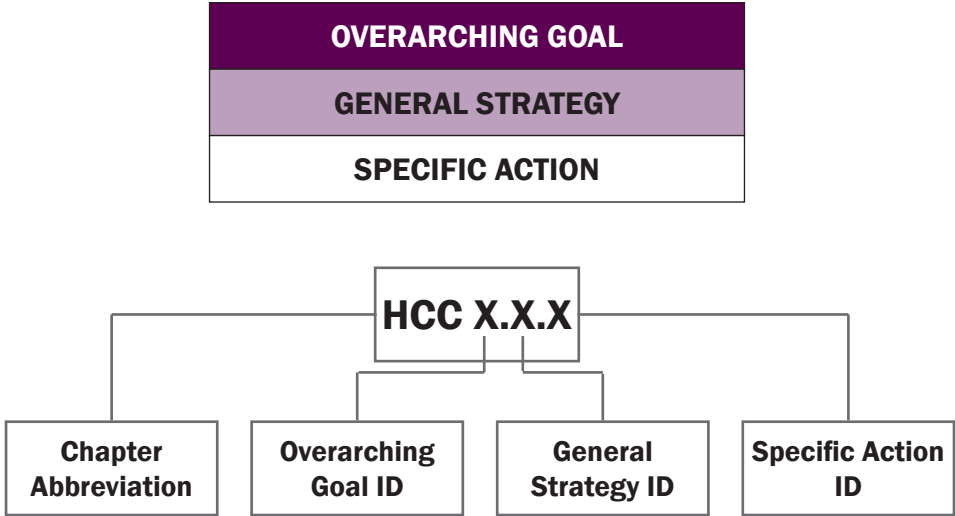 OVERARCHING GOAL
GENERAL STRATEGY
SPECIFIC ACTION
HCC X.X.X
Chapter
Abbreviation
Overarching
Goal ID
General
Strategy ID
Specific Action
ID